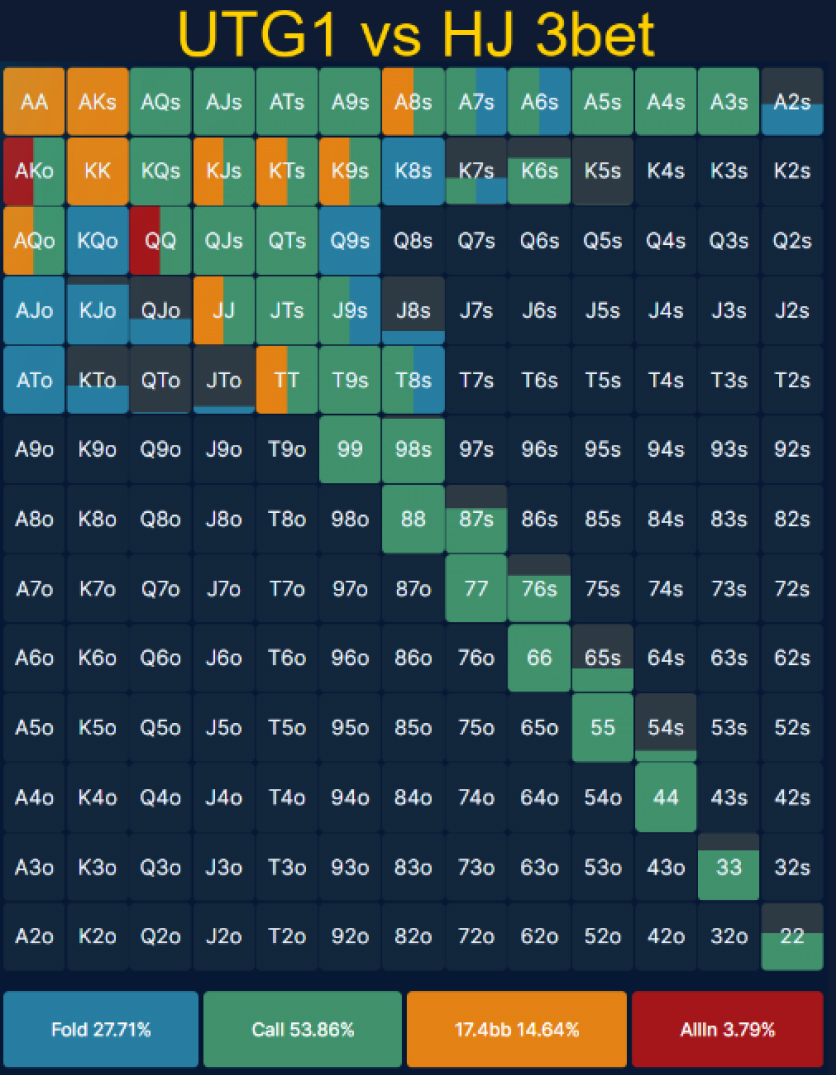 UTG1 vs HJ 3bet
AA AKs AQs AJs ATs A9s A8s A7s A6s A5s A4s A3s A2s
AKo KK KQs KJs KTs K9s K8s K7s K6s K5s K4s K3s K2s
AQo KQo QQ QJs QTs Q9s Q8s Q7s Q6s Q5s Q4s Q3s Q2s
AJo KJo QJo JJ JTs J9s J8s J7s J6s J5s J4s J3s J2s
ATo KTo QTo JTo TT T9s T8s T7s T6s T5s T4s T3s T2s
A9o K9o Q9o J9o T9o 99 98s 97s 96s 95s 94s 93s 92s
A8o K8o Q8o J8o T8o 98o 88 87s 86s 85s 84s 83s 82s
A7o K7o Q7o J7o T7o 97o 87o 77 76s 75s 74s 73s 72s
A6o K6o Q6o J6o T6o 96o 86o 76o 66 65s 64s 63s 62s
A5o K5o Q5o J5o T5o 95o 85o 75o 65o 55 54s 53s 52s
A4o K4o Q4o J4o T4o 94o 84o 74o 64o 54o 44 43s 42s
A3o K3o Q3o J3o T3o 93o 83o 73o 63o 53o 43o 33 32s
A2o K2o Q2o J2o T2o 92o 82o 72o 62o 52o 42o 32o 22
Fold 27.71% Call 53.86% 17.4bb 14.64% AllIn 3.79%